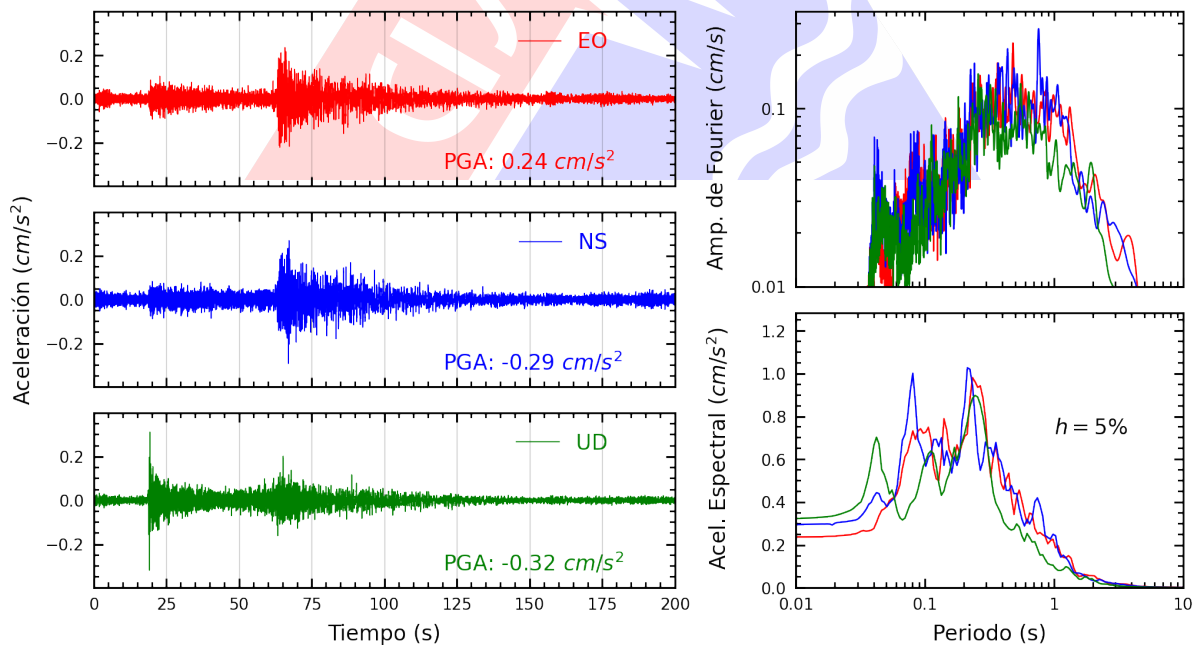 Aceleración (cm/s²)
0.2
0.0
−0.2
EO
PGA: 0.24 cm/s²
0.2
0.0
−0.2
NS
PGA: -0.29 cm/s²
0.2
0.0
−0.2
UD
PGA: -0.32 cm/s²
0 25 50 75 100 125 150 175 200
Tiempo (s)
Amp. de Fourier (cm/s)
0.1
0.01
Acel. Espectral (cm/s²)
1.2
1.0
0.8
0.6
0.4
0.2
0.0
h = 5%
0.01 0.1 1 10
Periodo (s)